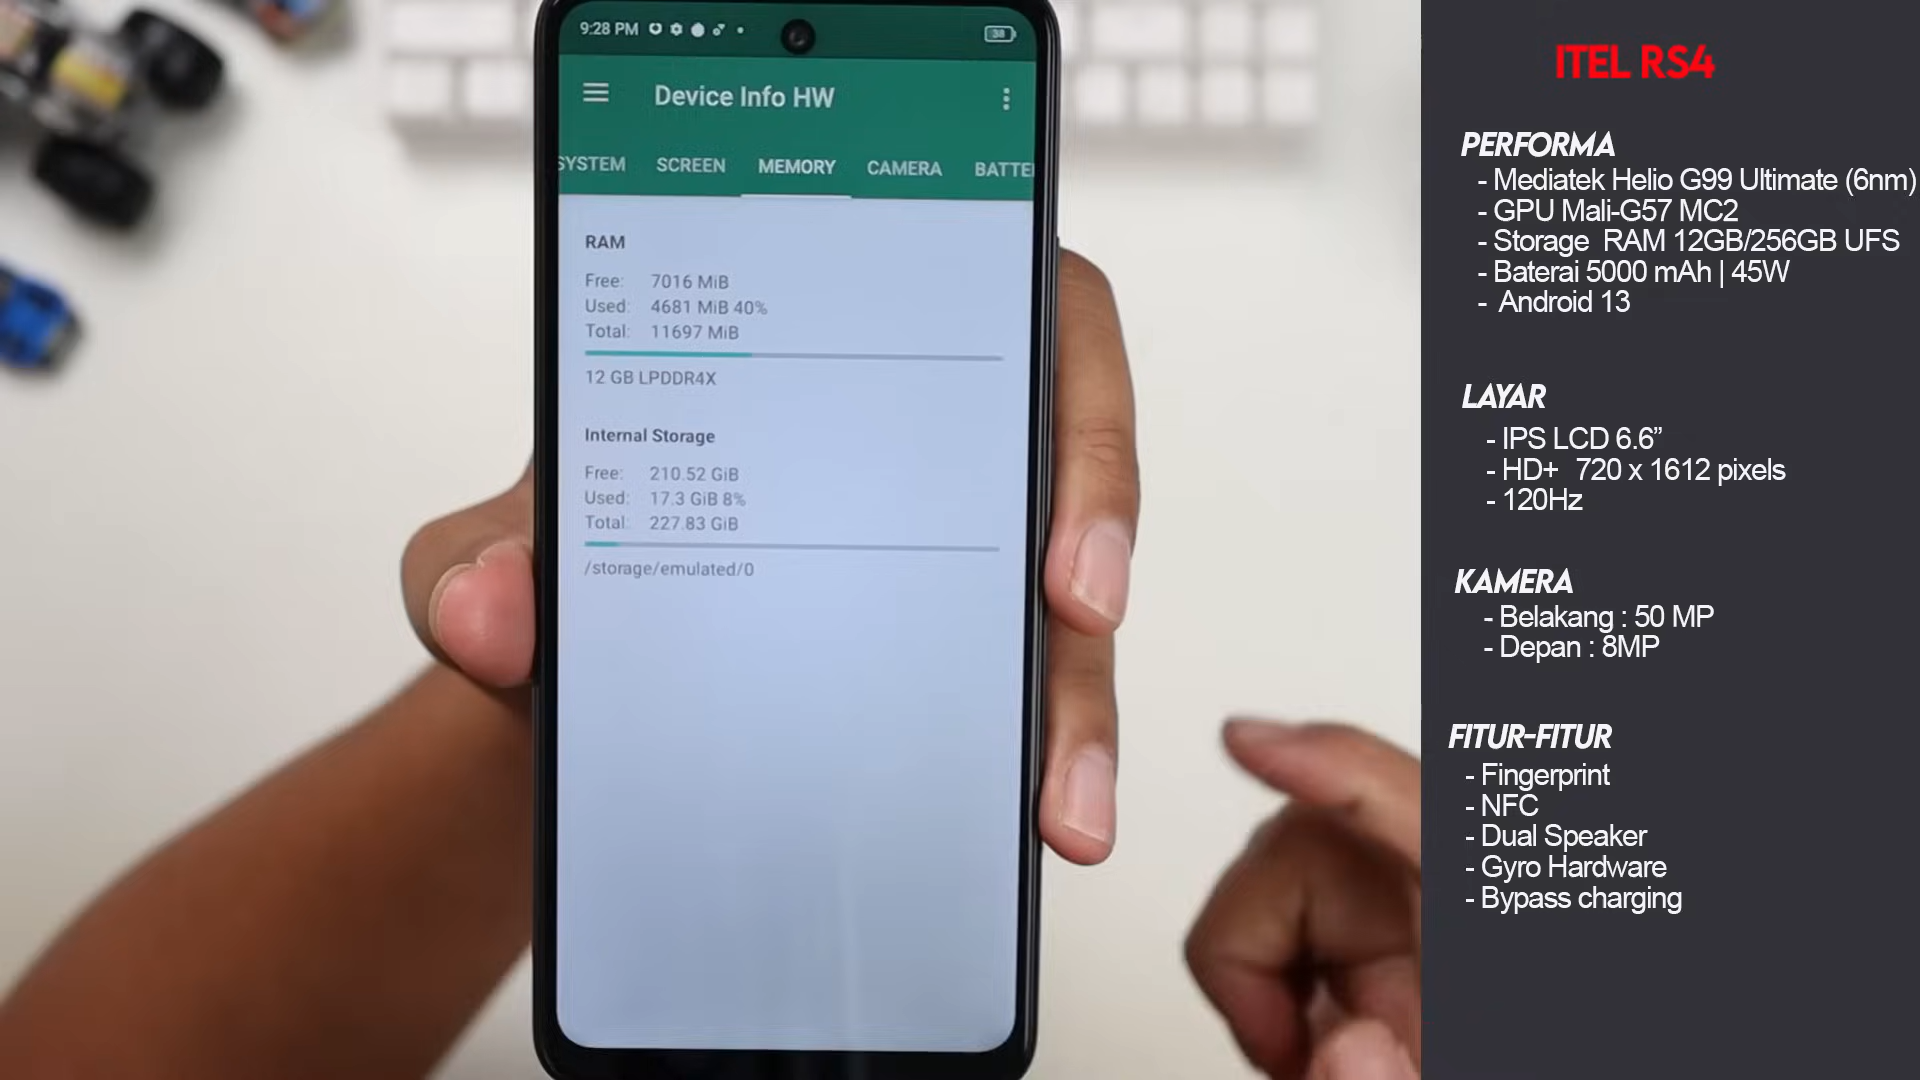 9:28 PM
38
Device Info HW
SYSTEM SCREEN MEMORY CAMERA BATTE
RAM
Free: 7016 MiB
Used: 4681 MiB 40%
Total: 11697 MiB
12 GB LPDDR4X
Internal Storage
Free: 210.52 GiB
Used: 17.3 GiB 8%
Total: 227.83 GiB
/storage/emulated/0
ITEL RS4
PERFORMA
- Mediatek Helio G99 Ultimate (6nm)
- GPU Mali-G57 MC2
- Storage RAM 12GB/256GB UFS
- Baterai 5000 mAh | 45W
- Android 13
LAYAR
- IPS LCD 6.6”
- HD+ 720 x 1612 pixels
- 120Hz
KAMERA
- Belakang : 50 MP
- Depan : 8MP
FITUR-FITUR
- Fingerprint
- NFC
- Dual Speaker
- Gyro Hardware
- Bypass charging